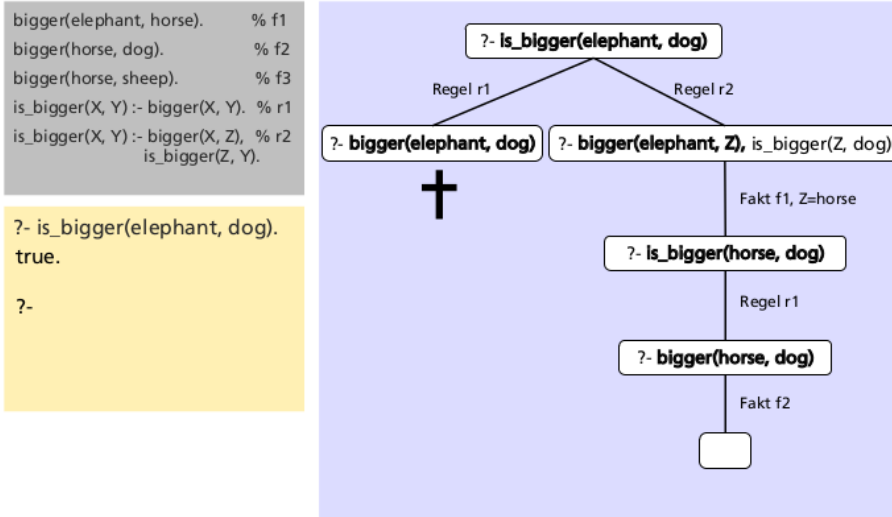 bigger(elephant, horse). % f1
bigger(horse, dog). % f2
bigger(horse, sheep). % f3
is_bigger(X, Y) :- bigger(X, Y). % r1
is_bigger(X, Y) :- bigger(X, Z), % r2
is_bigger(Z, Y).
?- is_bigger(elephant, dog).
true.
?-
?- is_bigger(elephant, dog)
Regel r1
Regel r2
?- bigger(elephant, dog)
?- bigger(elephant, Z), is_bigger(Z, dog)
Fakt f1, Z=horse
?- is_bigger(horse, dog)
Regel r1
?- bigger(horse, dog)
Fakt f2